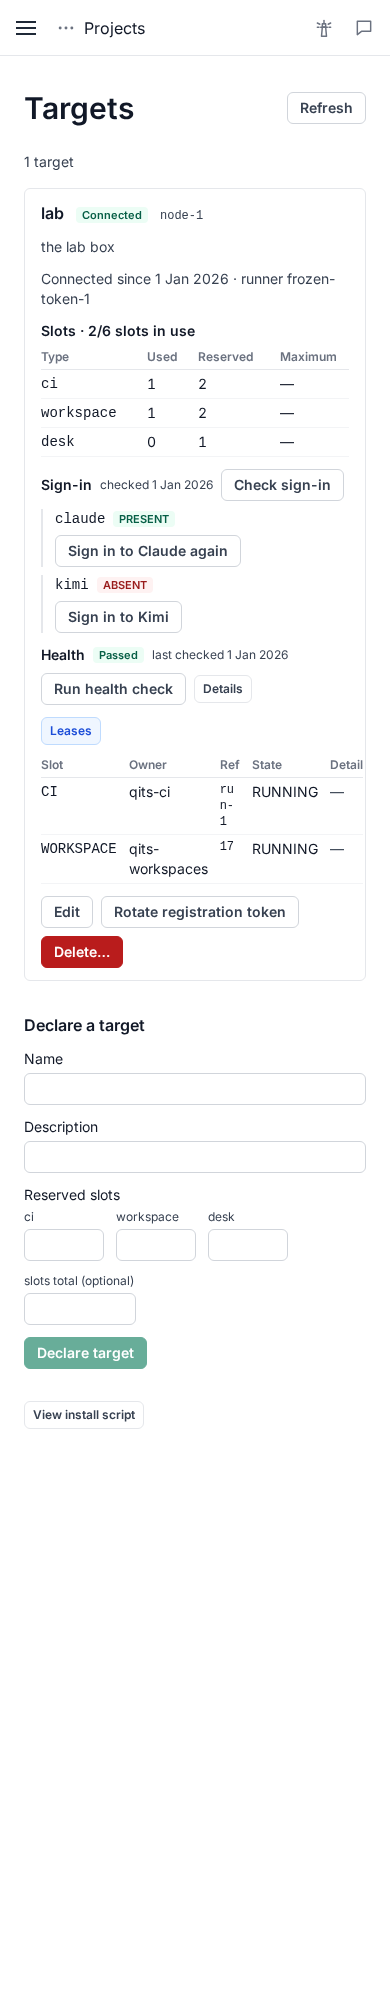 ··· Projects
Targets
Refresh
1 target
lab Connected node-1
the lab box
Connected since 1 Jan 2026 · runner frozen-
token-1
Slots · 2/6 slots in use
Type Used Reserved Maximum
ci 1 2 —
workspace 1 2 —
desk 0 1 —
Sign-in checked 1 Jan 2026 Check sign-in
claude PRESENT
Sign in to Claude again
kimi ABSENT
Sign in to Kimi
Health Passed last checked 1 Jan 2026
Run health check Details
Leases
Slot Owner Ref State Detail
CI qits-ci ru RUNNING —
n-
1
WORKSPACE qits- 17 RUNNING —
workspaces
Edit Rotate registration token
Delete...
Declare a target
Name
Description
Reserved slots
ci workspace desk
slots total (optional)
Declare target
View install script